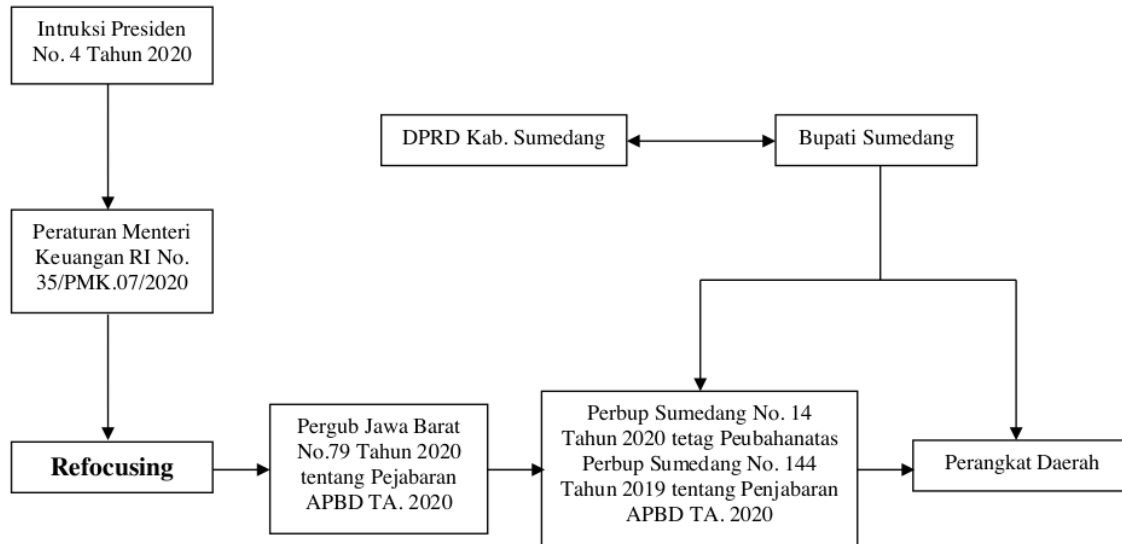 Intruksi Presiden
No. 4 Tahun 2020
DPRD Kab. Sumedang
Bupati Sumedang
Peraturan Menteri
Keuangan RI No.
35/PMK.07/2020
Refocusing
Pergub Jawa Barat
No.79 Tahun 2020
tentang Pejabaran
APBD TA. 2020
Perbup Sumedang No. 14
Tahun 2020 tetag Peubahanatas
Perbup Sumedang No. 144
Tahun 2019 tentang Penjabaran
APBD TA. 2020
Perangkat Daerah